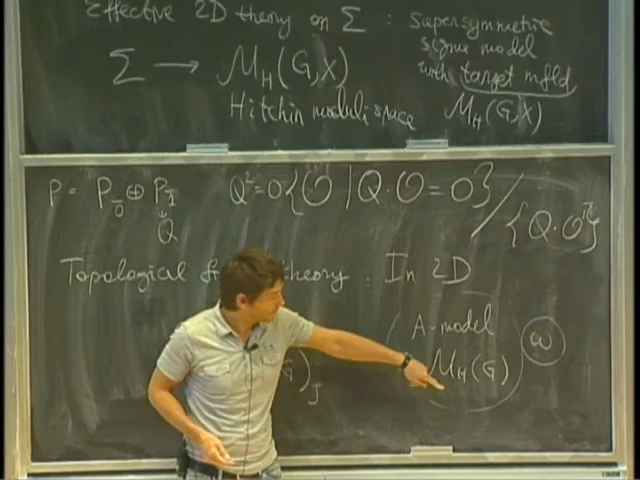 Effective 2D theory on Σ : supersymmetric
sigma model
with target mfld
Σ → M_H(G,X)
M_H(G,X)
Hitchin moduli space
P = P_0̄ ⊕ P_1̄
Q
Q²=0 {O | Q·O = 0} / {Q·O'}
Topological theory. In 2D
A-model
M_H(G)
ω
)_J